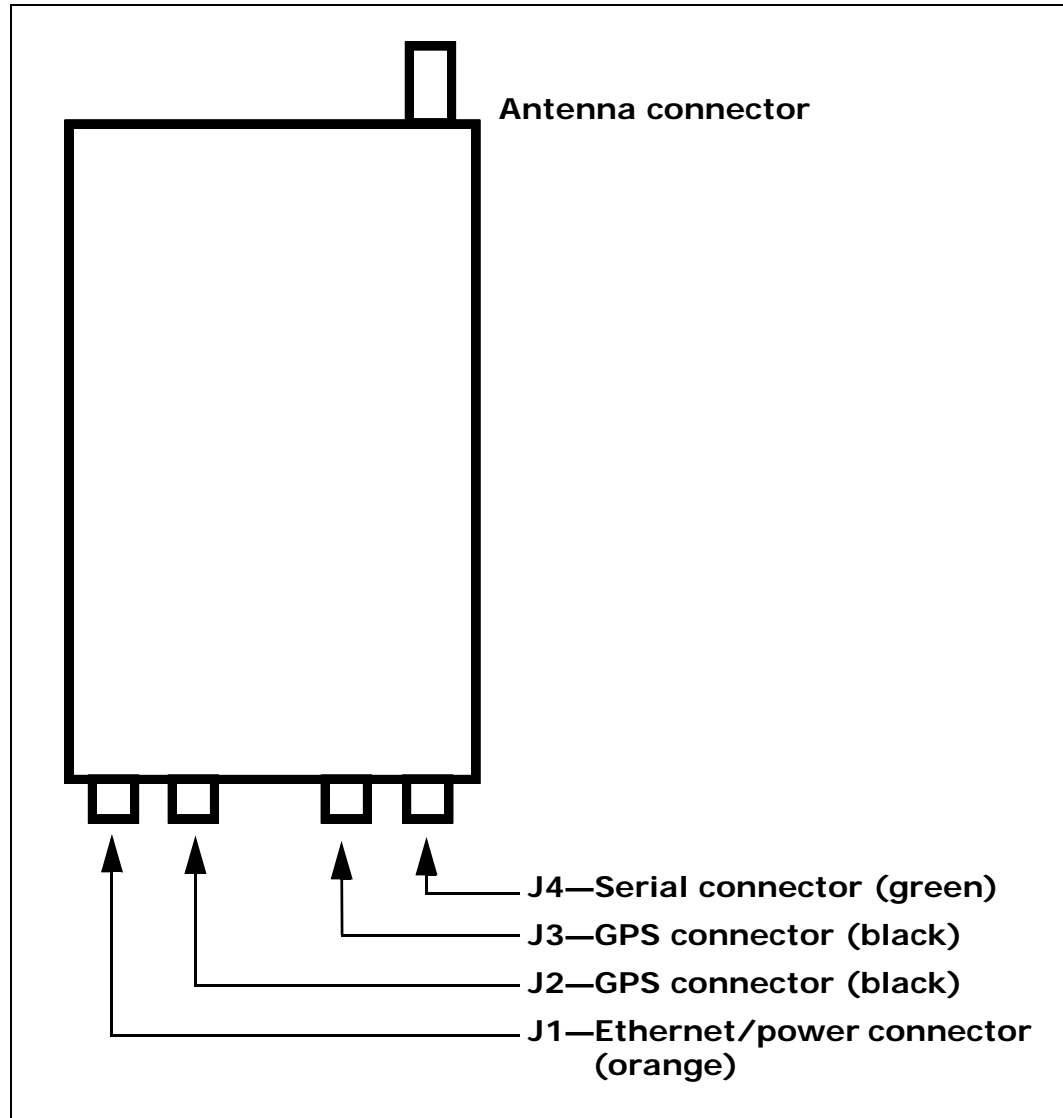 Antenna connector
J4—Serial connector (green)
J3—GPS connector (black)
J2—GPS connector (black)
J1—Ethernet/power connector
(orange)